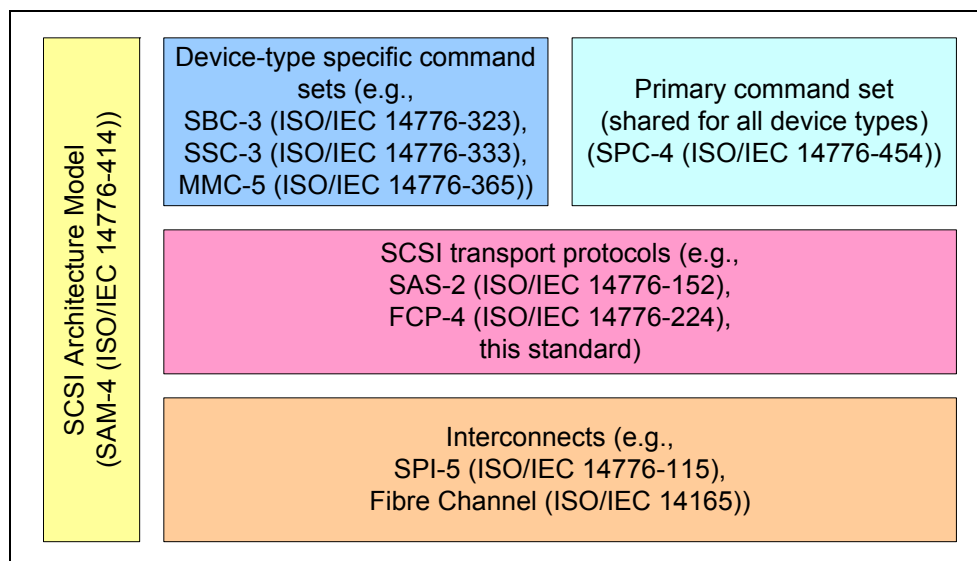 SCSI Architecture Model
(SAM-4 (ISO/IEC 14776-414))
Device-type specific command
sets (e.g.,
SBC-3 (ISO/IEC 14776-323),
SSC-3 (ISO/IEC 14776-333),
MMC-5 (ISO/IEC 14776-365))
Primary command set
(shared for all device types)
(SPC-4 (ISO/IEC 14776-454))
SCSI transport protocols (e.g.,
SAS-2 (ISO/IEC 14776-152),
FCP-4 (ISO/IEC 14776-224),
this standard)
Interconnects (e.g.,
SPI-5 (ISO/IEC 14776-115),
Fibre Channel (ISO/IEC 14165))